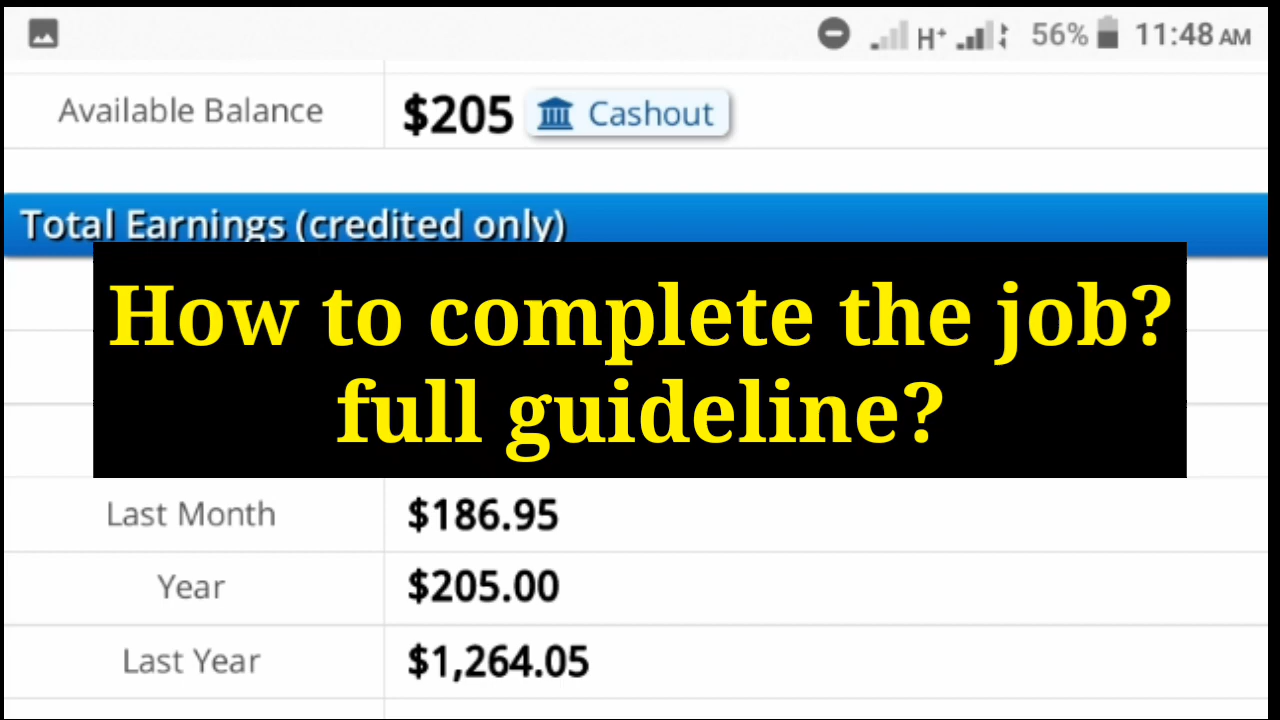 H+ 56% 11:48 AM
Available Balance $205 Cashout
Total Earnings (credited only)
How to complete the job?
full guideline?
Last Month $186.95
Year $205.00
Last Year $1,264.05